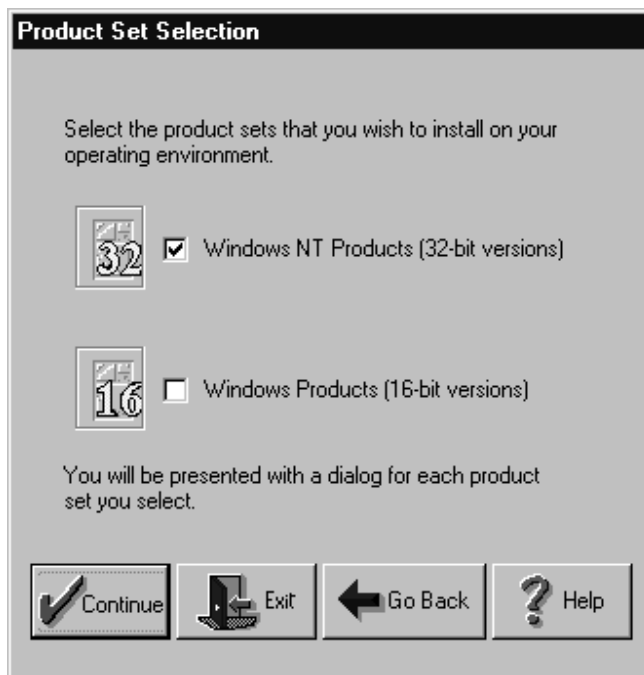 Product Set Selection
Select the product sets that you wish to install on your
operating environment.
32
Windows NT Products (32-bit versions)
16
Windows Products (16-bit versions)
You will be presented with a dialog for each product
set you select.
Continue
Exit
Go Back
? Help